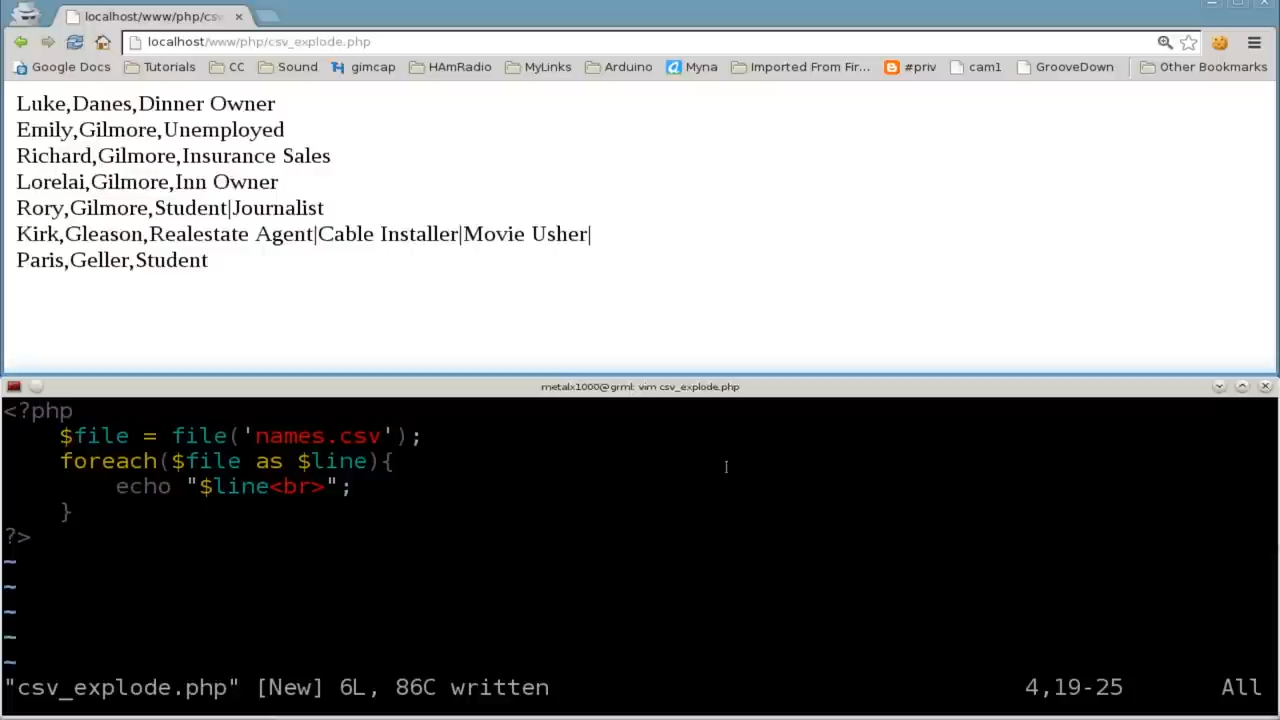 localhost/www/php/csv
localhost/www/php/csv_explode.php
Google Docs Tutorials CC Sound gimcap HAmRadio MyLinks Arduino Myna Imported From Fir... #priv cam1 GrooveDown Other Bookmarks
Luke,Danes,Dinner Owner
Emily,Gilmore,Unemployed
Richard,Gilmore,Insurance Sales
Lorelai,Gilmore,Inn Owner
Rory,Gilmore,Student|Journalist
Kirk,Gleason,Realestate Agent|Cable Installer|Movie Usher|
Paris,Geller,Student
metalx1000@grml: vim csv_explode.php
<?php
$file = file('names.csv');
foreach($file as $line){
echo "$line<br>";
}
?>
~
~
~
~
~
"csv_explode.php" [New] 6L, 86C written 4,19-25 All